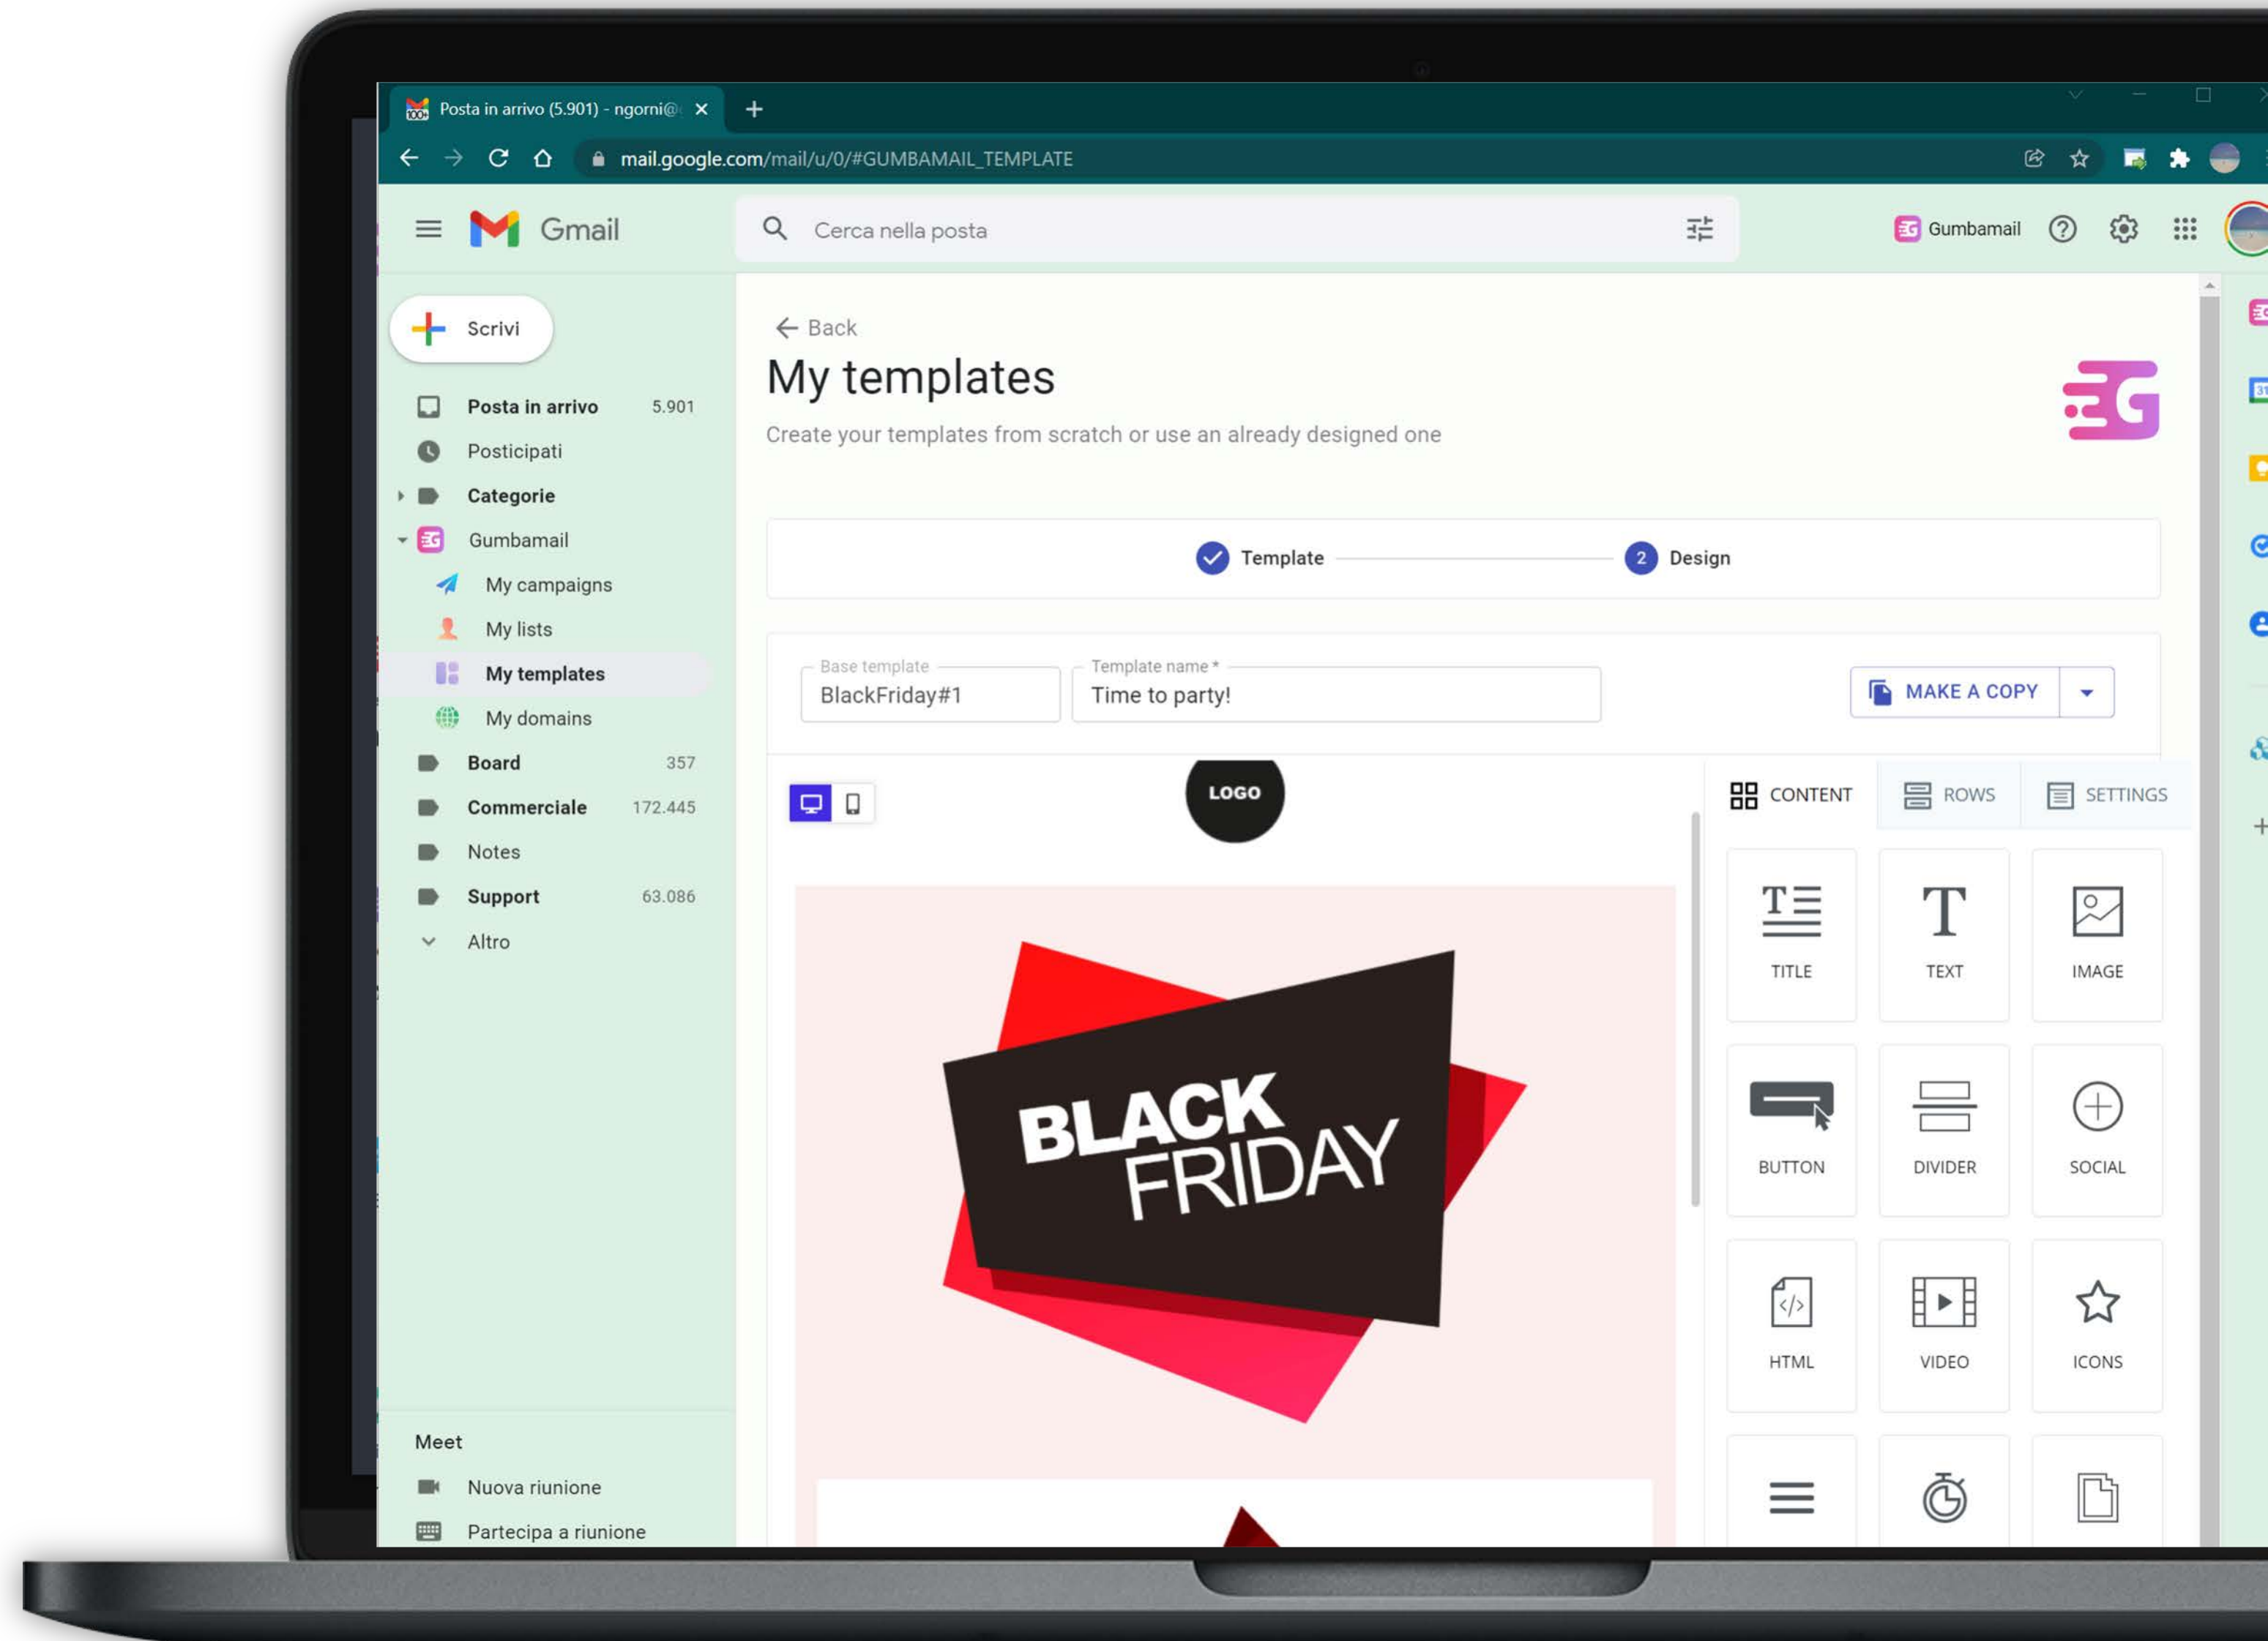 Posta in arrivo (5.901) - ngorni@
mail.google.com/mail/u/0/#GUMBAMAIL_TEMPLATE
Gmail
Cerca nella posta
Gumbamail
Scrivi
Posta in arrivo 5.901
Posticipati
Categorie
Gumbamail
My campaigns
My lists
My templates
My domains
Board 357
Commerciale 172.445
Notes
Support 63.086
Altro
Meet
Nuova riunione
Partecipa a riunione
Back
My templates
Create your templates from scratch or use an already designed one
G
Template
2 Design
Base template
BlackFriday#1
Template name *
Time to party!
MAKE A COPY
LOGO
BLACK
FRIDAY
CONTENT ROWS SETTINGS
TITLE TEXT IMAGE
BUTTON DIVIDER SOCIAL
HTML VIDEO ICONS